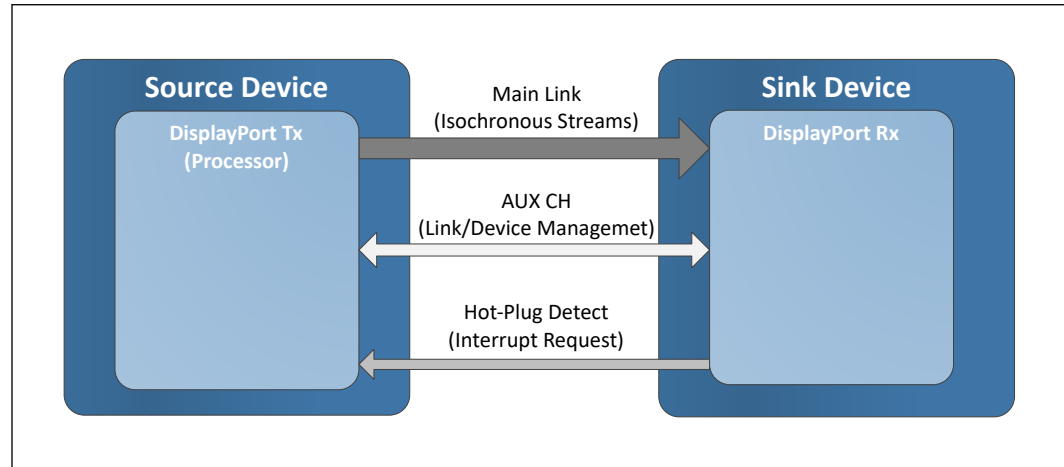 Source Device
DisplayPort Tx
(Processor)
Main Link
(Isochronous Streams)
AUX CH
(Link/Device Managemet)
Hot-Plug Detect
(Interrupt Request)
Sink Device
DisplayPort Rx